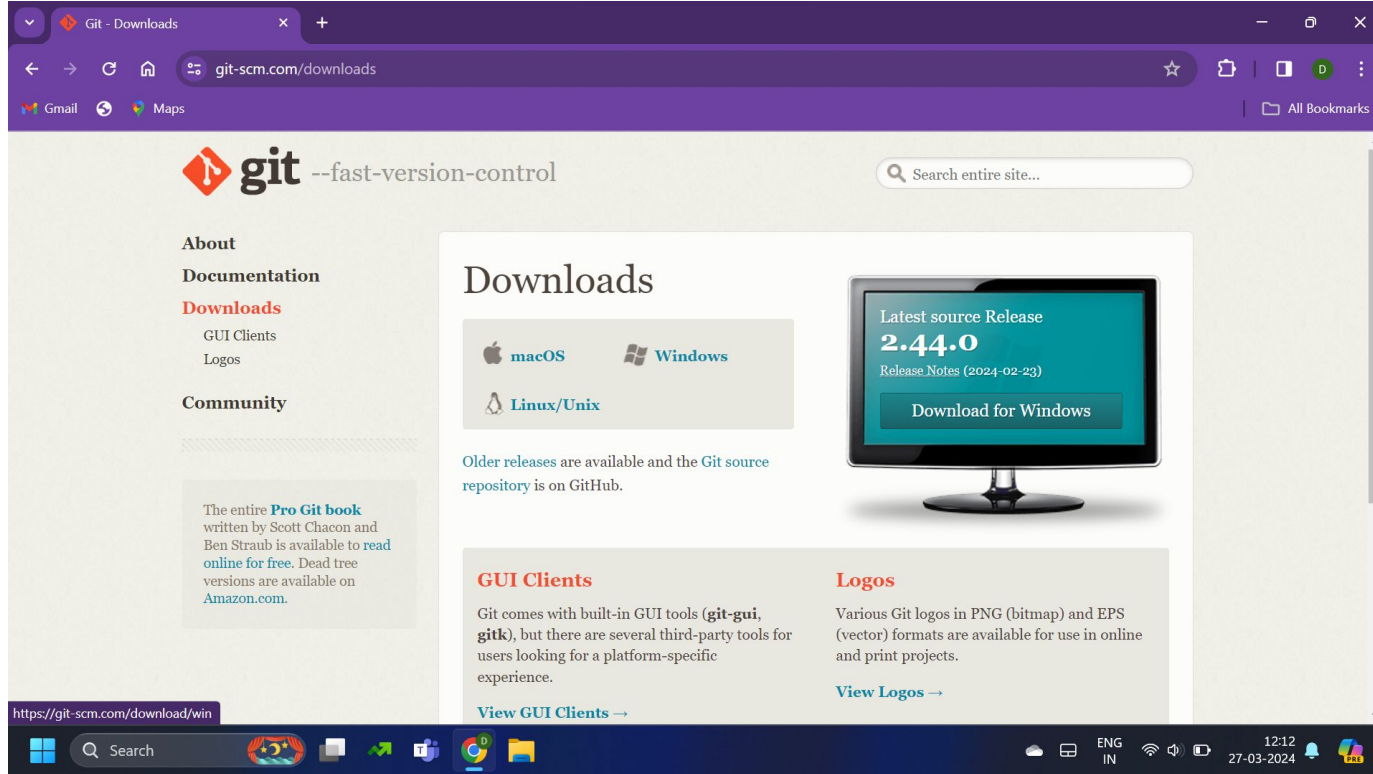 Git - Downloads
git-scm.com/downloads
D
Gmail
Maps
All Bookmarks
git --fast-version-control
Search entire site...
About
Documentation
Downloads
GUI Clients
Logos
Community
The entire Pro Git book
written by Scott Chacon and
Ben Straub is available to read
online for free. Dead tree
versions are available on
Amazon.com.
Downloads
macOS
Windows
Linux/Unix
Older releases are available and the Git source
repository is on GitHub.
Latest source Release
2.44.0
Release Notes (2024-02-23)
Download for Windows
GUI Clients
Git comes with built-in GUI tools (git-gui,
gitk), but there are several third-party tools for
users looking for a platform-specific
experience.
View GUI Clients →
Logos
Various Git logos in PNG (bitmap) and EPS
(vector) formats are available for use in online
and print projects.
View Logos →
https://git-scm.com/download/win
Search
D
ENG
IN
12:12
27-03-2024
PRE